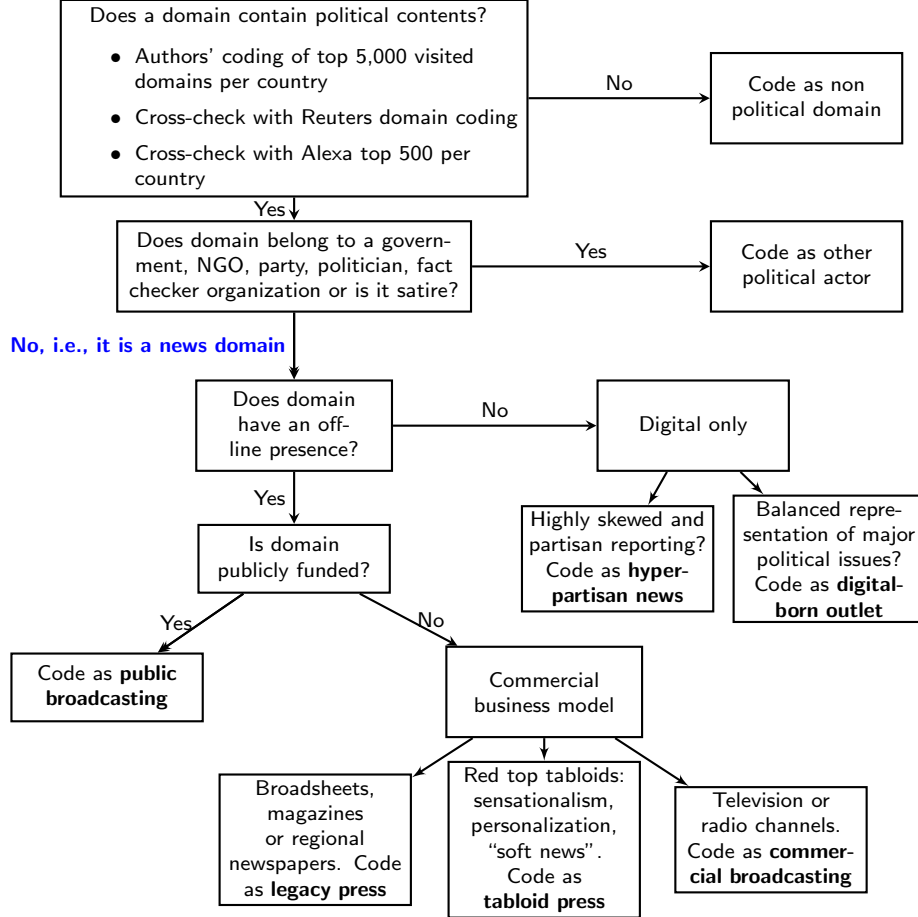 Does a domain contain political contents?
• Authors' coding of top 5,000 visited
domains per country
• Cross-check with Reuters domain coding
• Cross-check with Alexa top 500 per
country
No
Code as non
political domain
Yes
Does domain belong to a govern-
ment, NGO, party, politician, fact
checker organization or is it satire?
Yes
Code as other
political actor
No, i.e., it is a news domain
Does domain
have an off-
line presence?
No
Digital only
Yes
Highly skewed and
partisan reporting?
Code as hyper-
partisan news
Balanced repre-
sentation of major
political issues?
Code as digital-
born outlet
Is domain
publicly funded?
Yes
No
Code as public
broadcasting
Commercial
business model
Broadsheets,
magazines
or regional
newspapers. Code
as legacy press
Red top tabloids:
sensationalism,
personalization,
“soft news”.
Code as
tabloid press
Television or
radio channels.
Code as commer-
cial broadcasting